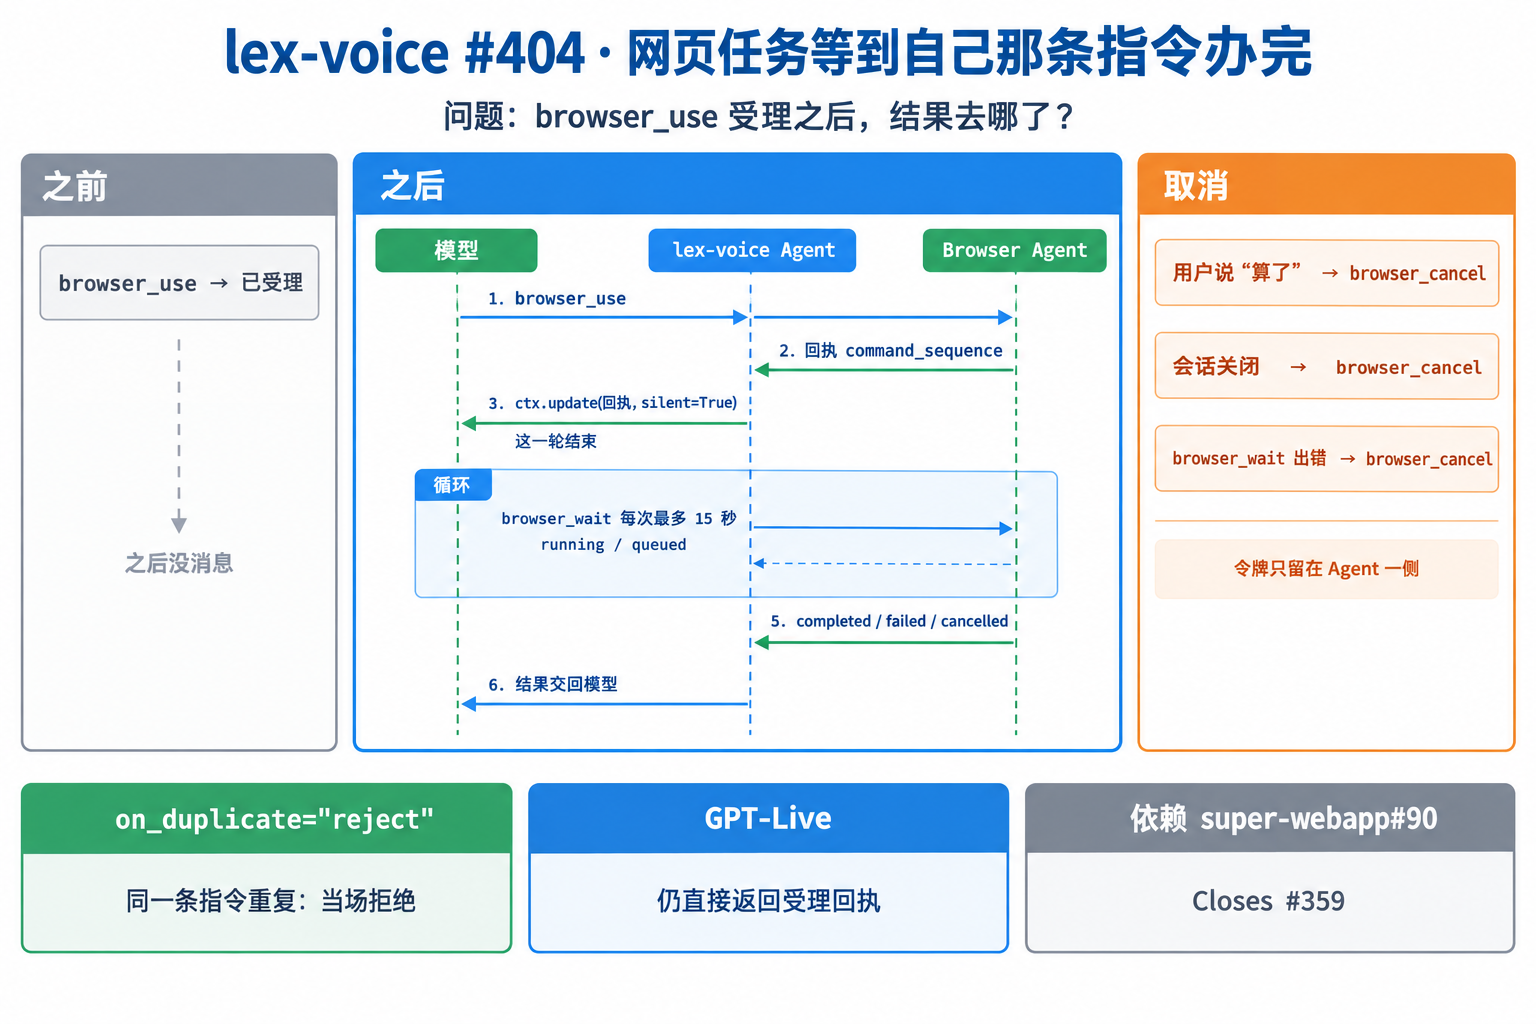 lex-voice #404 · 网页任务等到自己那条指令办完
问题：browser_use 受理之后，结果去哪了？
之前
browser_use → 已受理
之后没消息
之后
模型
lex-voice Agent
Browser Agent
1. browser_use
2. 回执 command_sequence
3. ctx.update(回执, silent=True)
这一轮结束
循环
browser_wait 每次最多 15 秒
running / queued
5. completed / failed / cancelled
6. 结果交回模型
取消
用户说“算了” → browser_cancel
会话关闭 → browser_cancel
browser_wait 出错 → browser_cancel
令牌只留在 Agent 一侧
on_duplicate="reject"
同一条指令重复：当场拒绝
GPT-Live
仍直接返回受理回执
依赖 super-webapp#90
Closes #359